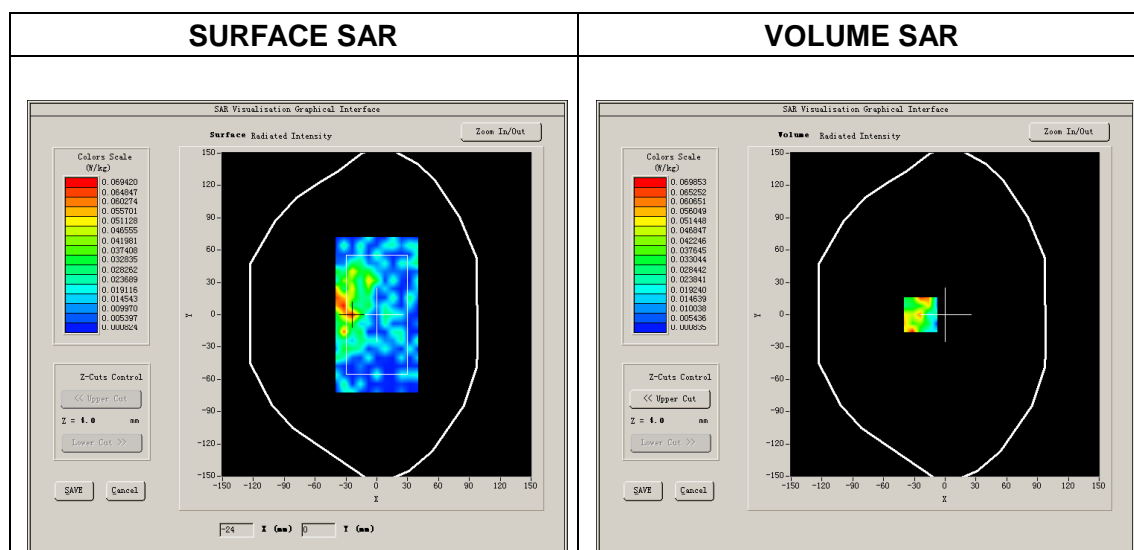 SURFACE SAR
VOLUME SAR
SAR Visualisation Graphical Interface
Surface Radiated Intensity
Zoom In/Out
Colors Scale
(W/kg)
0.069420
0.064847
0.060274
0.055701
0.051128
0.046555
0.041981
0.037408
0.032835
0.028262
0.023689
0.019116
0.014543
0.009970
0.005397
0.000824
Z-Cuts Control
<< Upper Cut
Z = 4.0 mm
Lower Cut >>
SAVE Cancel
150
120
90
60
30
0
-30
-60
-90
-120
-150
Y
-150 -120 -90 -60 -30 0 30 60 90 120 150
X
-24 X (mm) 0 Y (mm)
SAR Visualisation Graphical Interface
Volume Radiated Intensity
Zoom In/Out
Colors Scale
(W/kg)
0.069853
0.065252
0.060651
0.056049
0.051448
0.046847
0.042246
0.037645
0.033044
0.028442
0.023841
0.019240
0.014639
0.010038
0.005436
0.000835
Z-Cuts Control
<< Upper Cut
Z = 4.0 mm
Lower Cut >>
SAVE Cancel
150
120
90
60
30
0
-30
-60
-90
-120
-150
Y
-150 -120 -90 -60 -30 0 30 60 90 120 150
X